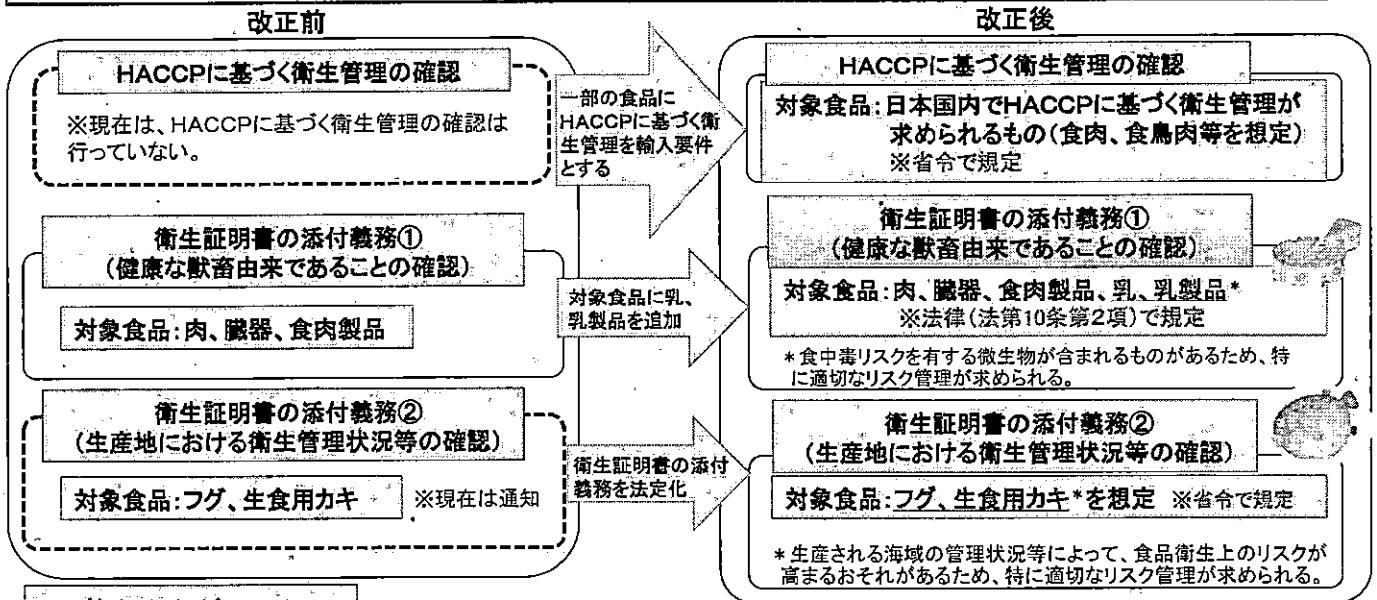 改正前
HACCPに基づく衛生管理の確認
※現在は、HACCPに基づく衛生管理の確認は
行っていない。
衛生証明書の添付義務①
(健康な獣畜由来であることの確認)
対象食品:肉、臓器、食肉製品
衛生証明書の添付義務②
(生産地における衛生管理状況等の確認)
対象食品:フグ、生食用カキ ※現在は通知
一部の食品に
HACCPに基づく衛
生管理を輸入要件
とする
対象食品に乳、
乳製品を追加
衛生証明書の添付
義務を法定化
改正後
HACCPに基づく衛生管理の確認
対象食品:日本国内でHACCPに基づく衛生管理が
求められるもの(食肉、食鳥肉等を想定)
※省令で規定
衛生証明書の添付義務①
(健康な獣畜由来であることの確認)
対象食品:肉、臓器、食肉製品、乳、乳製品*
※法律(法第10条第2項)で規定
*食中毒リスクを有する微生物が含まれるものがあるため、特
に適切なリスク管理が求められる。
衛生証明書の添付義務②
(生産地における衛生管理状況等の確認)
対象食品:フグ、生食用カキ*を想定 ※省令で規定
*生産される海域の管理状況等によって、食品衛生上のリスクが
高まるおそれがあるため、特に適切なリスク管理が求められる。